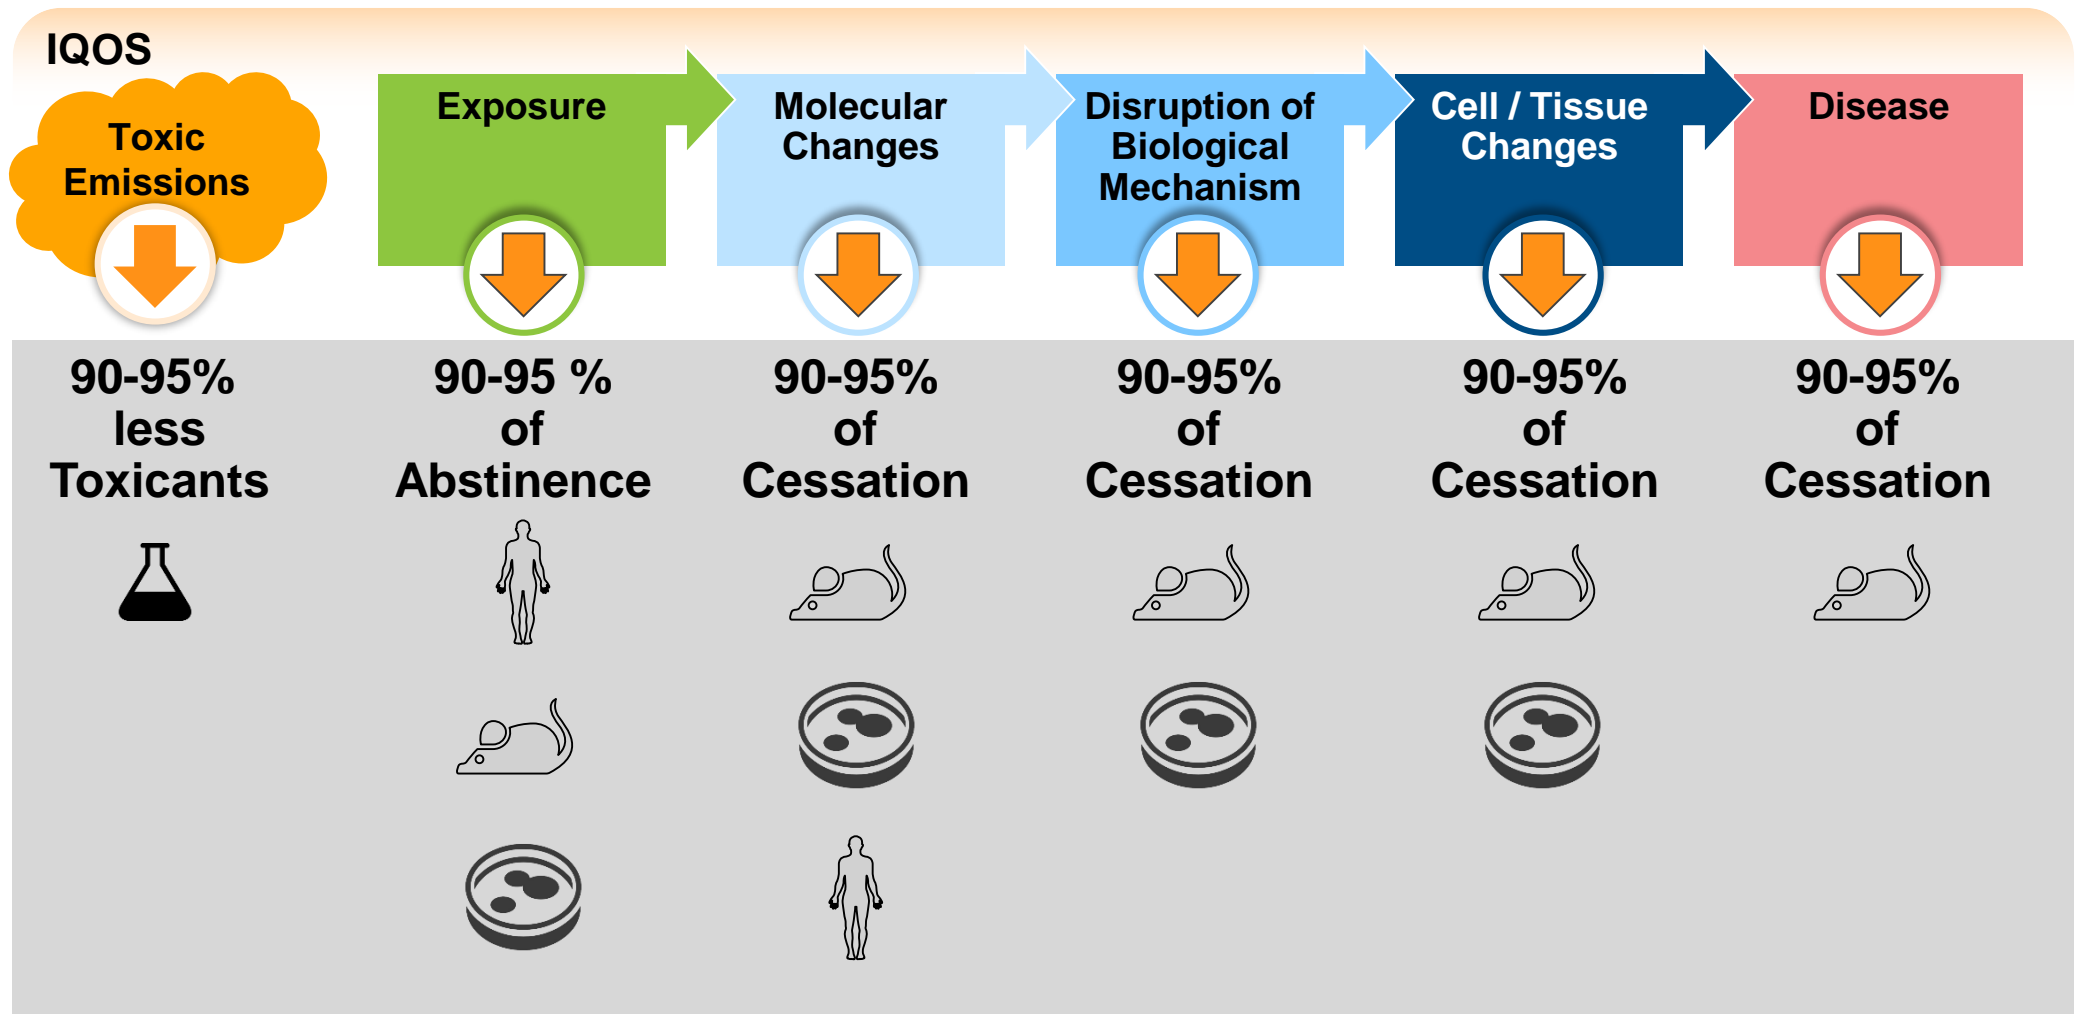 IQOS
Toxic
Emissions
Exposure
Molecular
Changes
Disruption of
Biological
Mechanism
Cell / Tissue
Changes
Disease
90-95%
less
Toxicants
90-95 %
of
Abstinence
90-95%
of
Cessation
90-95%
of
Cessation
90-95%
of
Cessation
90-95%
of
Cessation